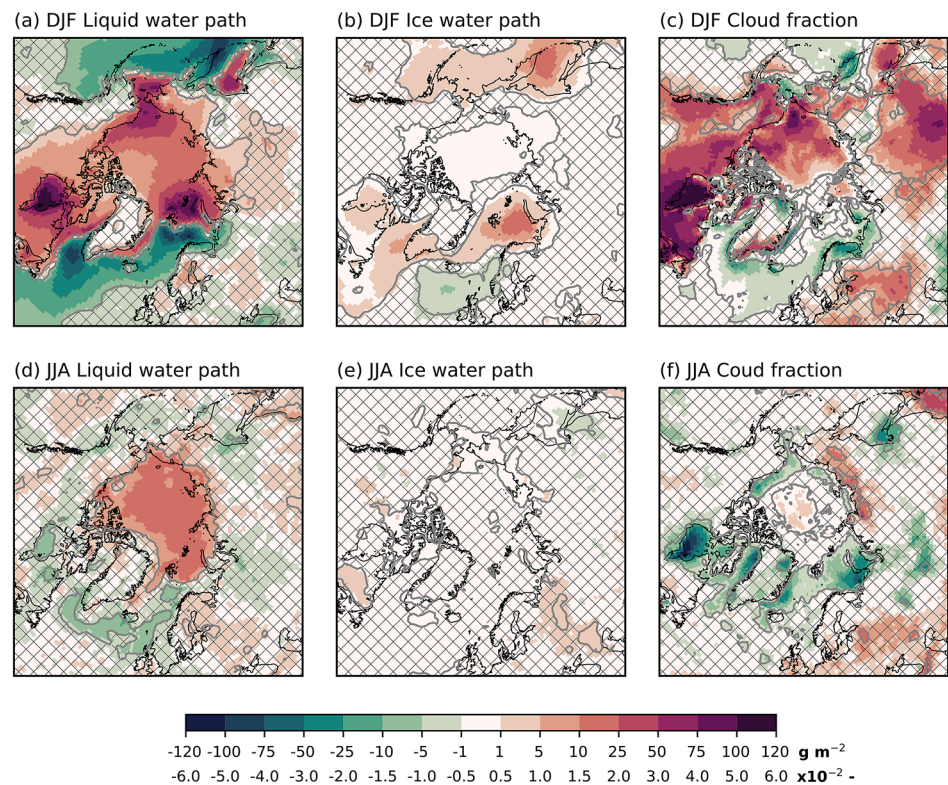 (a) DJF Liquid water path
(b) DJF Ice water path
(c) DJF Cloud fraction
(d) JJA Liquid water path
(e) JJA Ice water path
(f) JJA Coud fraction
-120 -100 -75 -50 -25 -10 -5 -1 1 5 10 25 50 75 100 120 g m⁻²
-6.0 -5.0 -4.0 -3.0 -2.0 -1.5 -1.0 -0.5 0.5 1.0 1.5 2.0 3.0 4.0 5.0 6.0 x10⁻² -